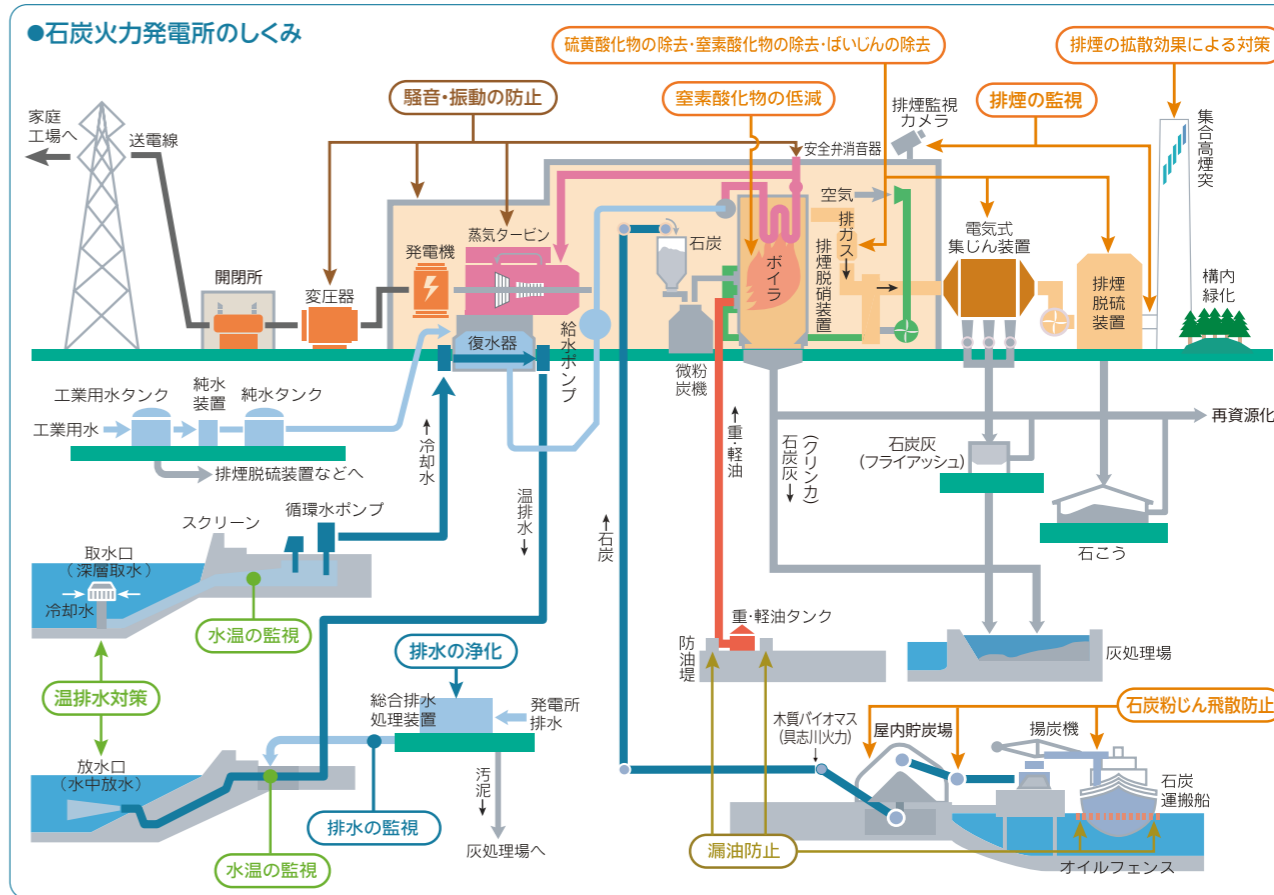 ●石炭火力発電所のしくみ
硫黄酸化物の除去・窒素酸化物の除去・ばいじんの除去
排煙の拡散効果による対策
騒音・振動の防止
窒素酸化物の低減
排煙の監視
家庭
工場へ
送電線
排煙監視
カメラ
集合高煙突
安全弁消音器
空気
石炭
蒸気タービン
発電機
開閉所
変圧器
ボイラ
排ガス→
排煙脱硝装置
→
電気式
集じん装置
排煙
脱硫
装置
構内
緑化
復水器
給水ポンプ
微粉
炭機
工業用水タンク
純水
装置
純水タンク
工業用水
排煙脱硫装置などへ
←冷却水
温排水→
←石炭
←重・軽油
石炭灰→
(クリンカ)
石炭灰
(フライアッシュ)
再資源化
石こう
スクリーン
循環水ポンプ
取水口
(深層取水)
冷却水
水温の監視
温排水対策
排水の浄化
総合排水
処理装置
発電所
排水
放水口
(水中放水)
水温の監視
排水の監視
汚泥→
灰処理場へ
防油堤
重・軽油タンク
灰処理場
木質バイオマス
(具志川火力)
屋内貯炭場
石炭粉じん飛散防止
揚炭機
石炭
運搬船
漏油防止
オイルフェンス